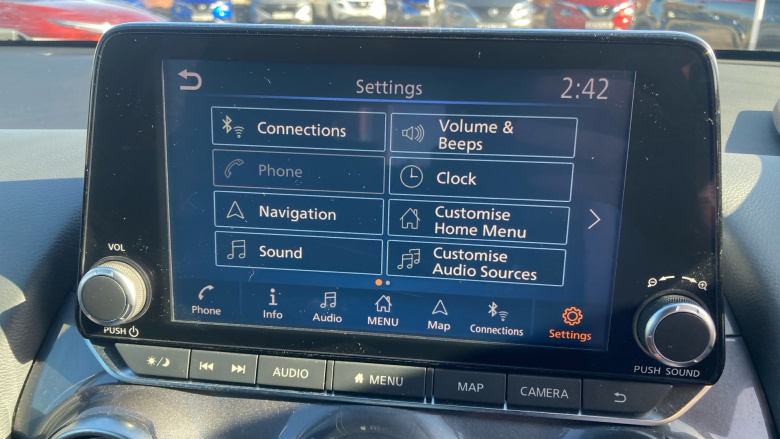 Settings
2:42
Connections
Volume &
Beeps
Phone
Clock
Navigation
Customise
Home Menu
Sound
Customise
Audio Sources
Phone
Info
Audio
MENU
Map
Connections
Settings
VOL
PUSH
PUSH SOUND
AUDIO
MENU
MAP
CAMERA